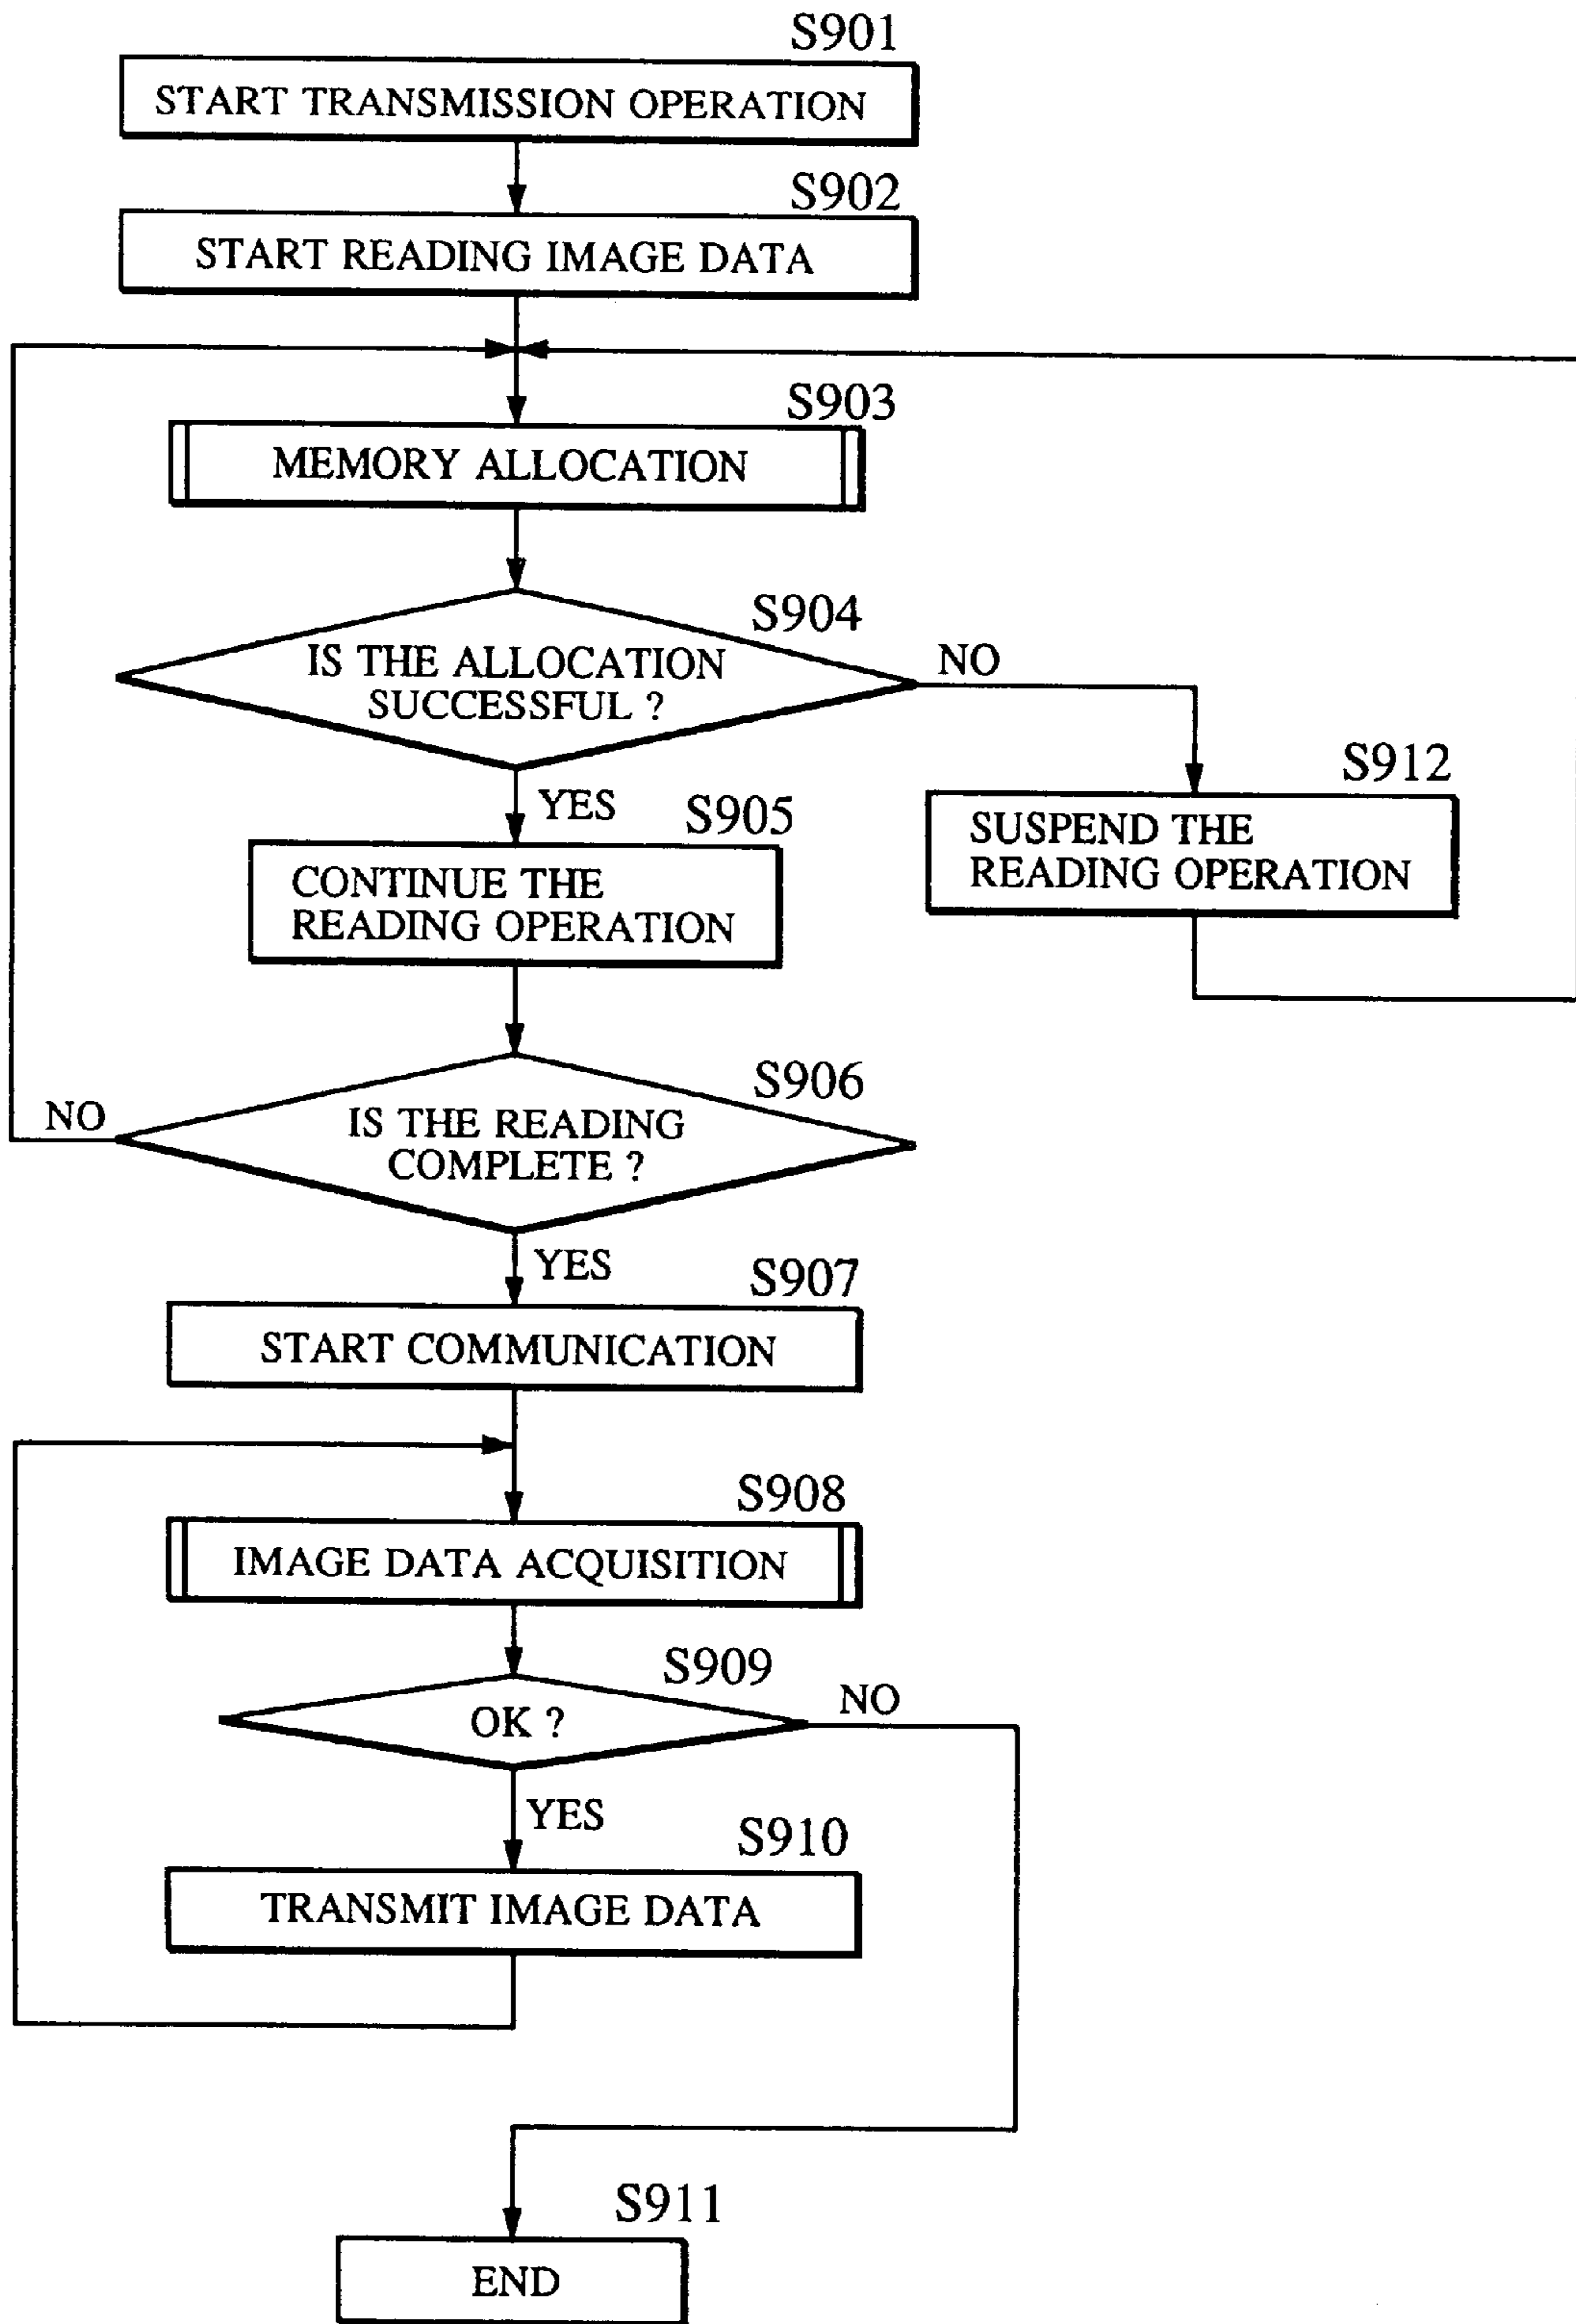 S901
START TRANSMISSION OPERATION
S902
START READING IMAGE DATA
S903
MEMORY ALLOCATION
S904
IS THE ALLOCATION
SUCCESSFUL ?
NO
YES
S912
SUSPEND THE
READING OPERATION
S905
CONTINUE THE
READING OPERATION
S906
IS THE READING
COMPLETE ?
NO
YES
S907
START COMMUNICATION
S908
IMAGE DATA ACQUISITION
S909
OK ?
NO
YES
S910
TRANSMIT IMAGE DATA
S911
END